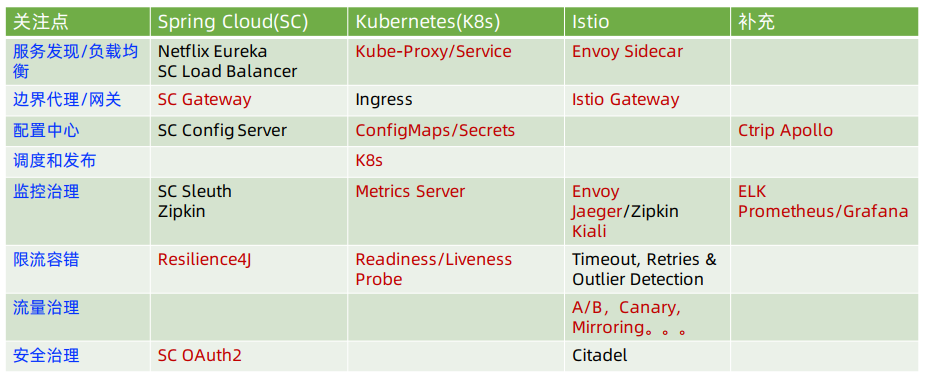 关注点 Spring Cloud(SC) Kubernetes(K8s) Istio 补充
服务发现/负载均衡 Netflix Eureka Kube-Proxy/Service Envoy Sidecar
SC Load Balancer
边界代理/网关 SC Gateway Ingress Istio Gateway
配置中心 SC Config Server ConfigMaps/Secrets Ctrip Apollo
调度和发布 K8s
监控治理 SC Sleuth Metrics Server Envoy ELK
Zipkin Jaeger/Zipkin Prometheus/Grafana
Kiali
限流容错 Resilience4J Readiness/Liveness Timeout, Retries &
Probe Outlier Detection
流量治理 A/B，Canary,
Mirroring。。。
安全治理 SC OAuth2 Citadel